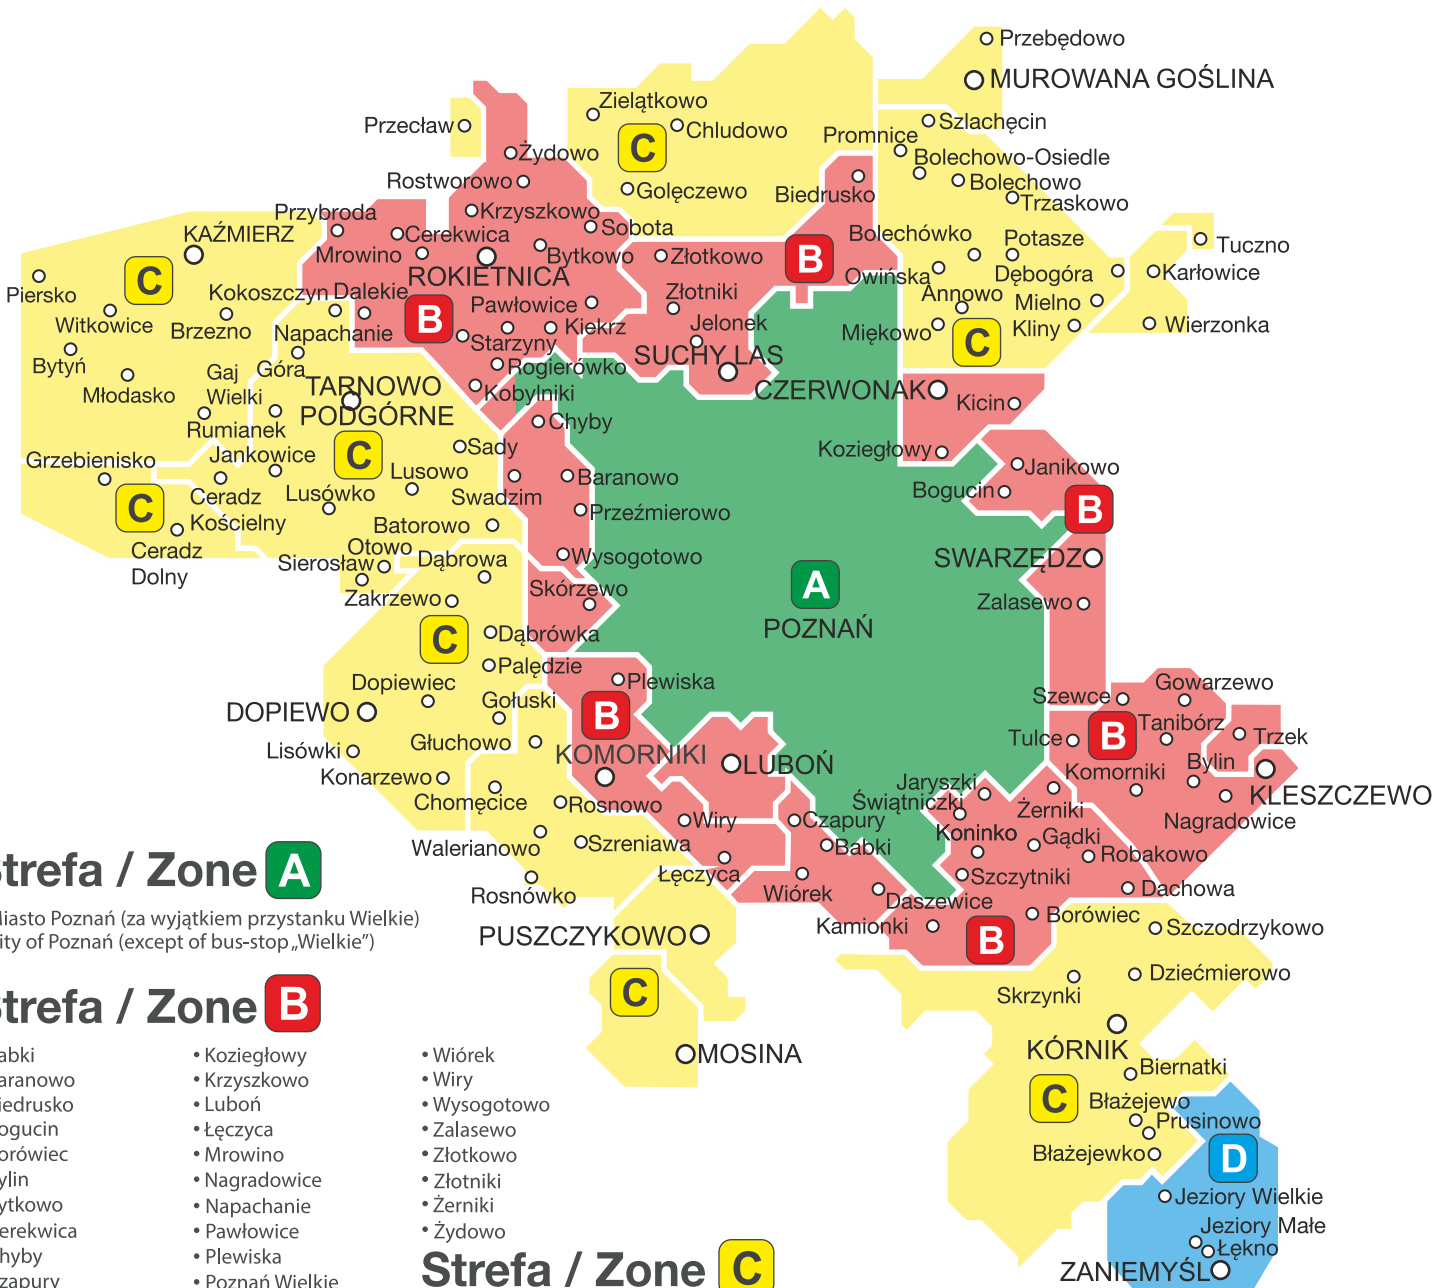 Przebędowo
MUROWANA GOŚLINA
Zielątkowo
Szlachęcin
Przecław
Chludowo
Promnice
C
Żydowo
Bolechowo-Osiedle
Rostworowo
Golęczewo
Biedrusko
Bolechowo
Trzaskowo
Przybroda
Krzyszkowo
Sobota
KAŹMIERZ
Cerekwica
Bolechówko
Potasze
Tuczno
Mrowino
Bytkowo
Złotkowo
B
ROKIETNICA
Owińska
Dębogóra
Karłowice
C
Piersko
Kokoszczyn
Dalekie
Pawłowice
Złotniki
Annowo
Mielno
Witkowice
Brzezno
Napachanie
B
Kiekrz
Jelonek
Miękowo
Kliny
Wierzonka
Starzyny
C
Bytyń
Góra
Rogierówko
SUCHY LAS
Gaj
Wielki
Młodasko
TARNOWO
PODGÓRNE
Kobylniki
CZERWONAK
Kicin
Rumianek
Chyby
Grzebienisko
Jankowice
C
Sady
Koziegłowy
Janikowo
Lusowo
Baranowo
Ceradz
Kościelny
Lusówko
Swadzim
Bogucin
C
Przeźmierowo
B
Batorowo
Ceradz
Dolny
Otowo
Sierosław
Dąbrowa
Wysogotowo
SWARZĘDZ
Skórzewo
A
Zakrzewo
Zalasewo
POZNAŃ
C
Dąbrówka
Palędzie
Dopiewiec
Plewiska
Gowarzewo
Gołuski
Szewce
DOPIEWO
B
Tanibórz
Lisówki
Głuchowo
Tulce
B
Trzek
KOMORNIKI
LUBOŃ
Komorniki
Bylin
Konarzewo
Jaryszki
Chomęcice
Rosnowo
Świątniczki
Żerniki
KLESZCZEWO
Wiry
Czapury
Koninko
Gądki
Nagradowice
Walerianowo
Szreniawa
Babki
Robakowo
Strefa / Zone A
Łęczyca
Szczytniki
Rosnówko
Wiórek
Daszewice
Dachowa
Miasto Poznań (za wyjątkiem przystanku Wielkie)
City of Poznań (except of bus-stop „Wielkie”)
Kamionki
Borówiec
PUSZCZYKOWO
B
Szczodrzykowo
Strefa / Zone B
C
Skrzynki
Dziećmierowo
MOSINA
KÓRNIK
Biernatki
C
Błażejewo
Prusinowo
Błażejewko
D
Jeziory Wielkie
Jeziory Małe
Łękno
ZANIEMYŚL
Babki
Baranowo
Biedrusko
Bogucin
Borówiec
Bylin
Bytkowo
Cerekwica
Chyby
Czapury
• Koziegłowy
• Krzyszkowo
• Luboń
• Łęczyca
• Mrowino
• Nagradowice
• Napachanie
• Pawłowice
• Plewiska
• Poznań Wielkie
• Wiórek
• Wiry
• Wysogotowo
• Zalasewo
• Złotkowo
• Złotniki
• Żerniki
• Żydowo
Strefa / Zone C